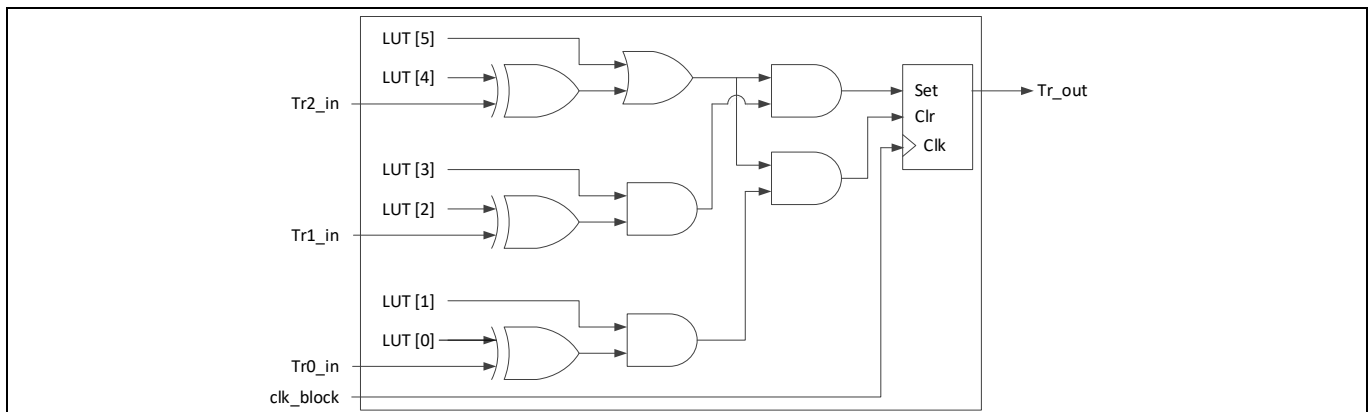 LUT [5]
LUT [4]
Tr2_in
Set
Tr_out
Clr
Clk
LUT [3]
LUT [2]
Tr1_in
LUT [1]
LUT [0]
Tr0_in
clk_block